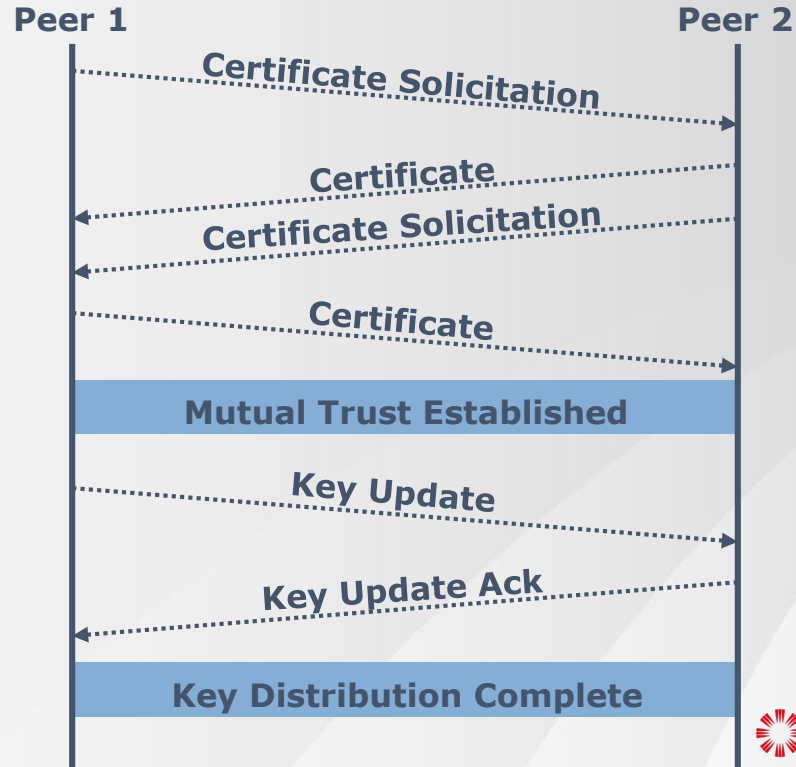 Peer 1
Peer 2
Certificate Solicitation
Certificate
Certificate Solicitation
Certificate
Mutual Trust Established
Key Update
Key Update Ack
Key Distribution Complete